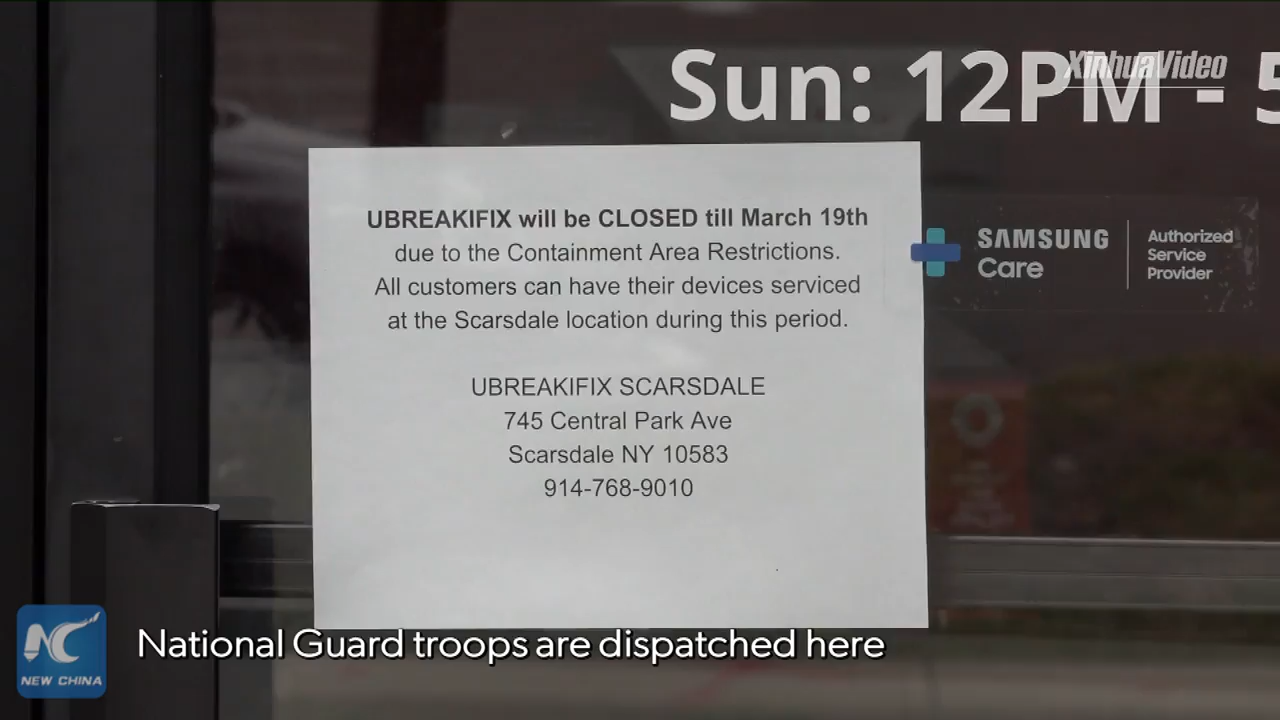 XinhuaVideo
Sun: 12PM - 5
UBREAKIFIX will be CLOSED till March 19th
due to the Containment Area Restrictions.
All customers can have their devices serviced
at the Scarsdale location during this period.
UBREAKIFIX SCARSDALE
745 Central Park Ave
Scarsdale NY 10583
914-768-9010
SAMSUNG
Care
Authorized
Service
Provider
NC
NEW CHINA
National Guard troops are dispatched here